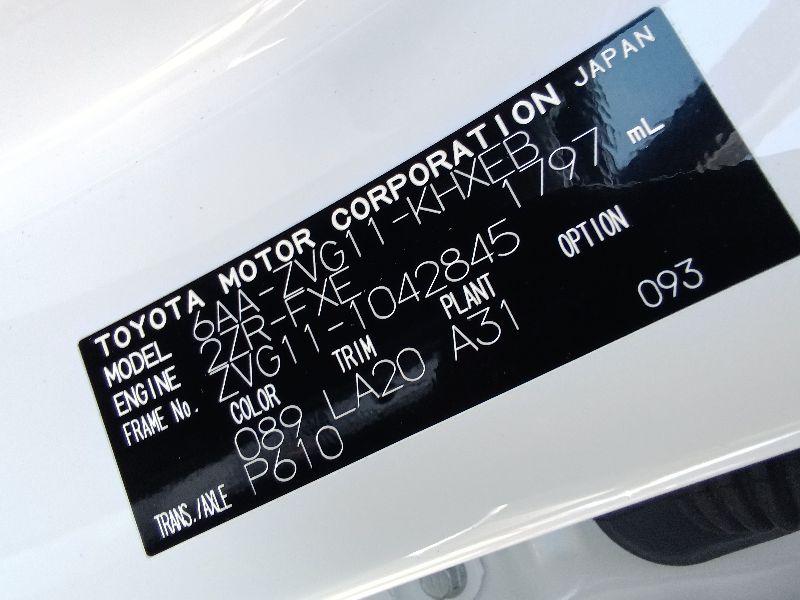 TOYOTA MOTOR CORPORATION JAPAN
MODEL 6AA-ZVG11-KHXEB
ENGINE 2ZR-FXE 1797 mL
FRAME No. ZVG11-1042845
COLOR TRIM PLANT OPTION
089 LA20 A31 093
TRANS./AXLE P610